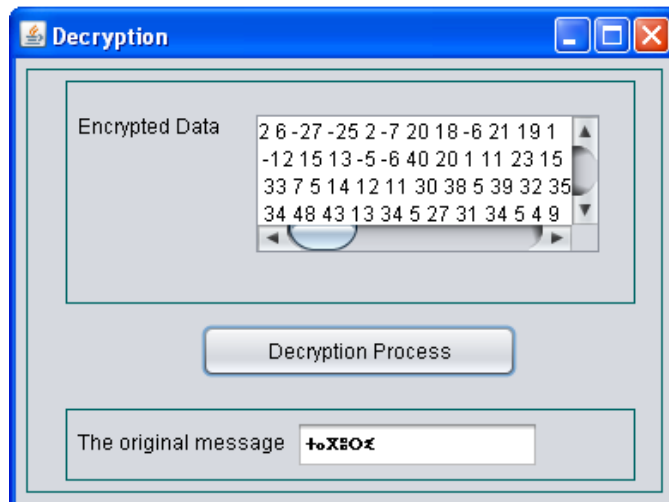 Decryption
Encrypted Data
2 6 -27 -25 2 -7 20 18 -6 21 19 1
-12 15 13 -5 -6 40 20 1 11 23 15
33 7 5 14 12 11 30 38 5 39 32 35
34 48 43 13 34 5 27 31 34 5 4 9
Decryption Process
The original message ⵜⴰⴳⵓⵔⵉ